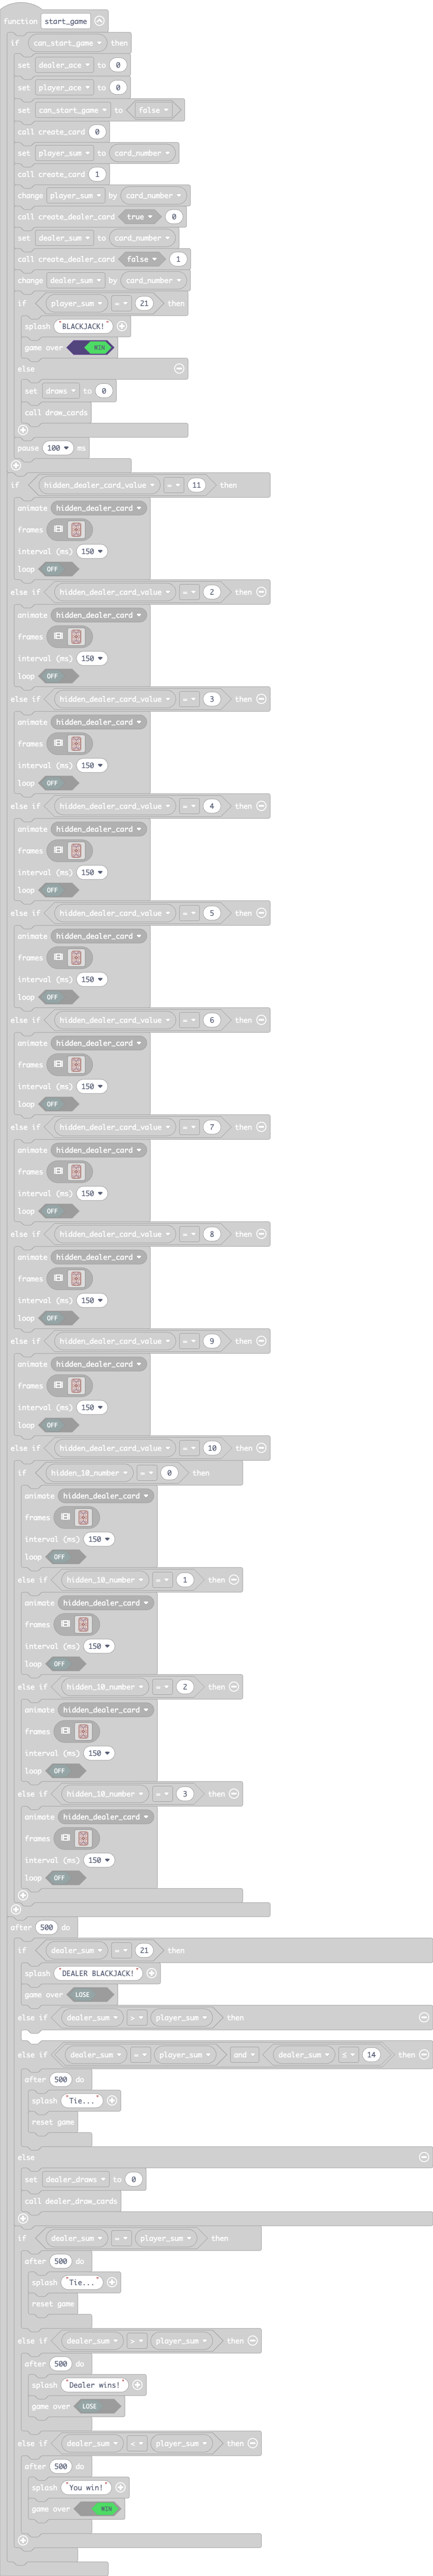 function start_game
if can_start_game then
set dealer_ace to 0
set player_ace to 0
set can_start_game to false
call create_card 0
set player_sum to card_number
call create_card 1
change player_sum by card_number
call create_dealer_card true 0
set dealer_sum to card_number
call create_dealer_card false 1
change dealer_sum by card_number
if player_sum = 21 then
splash "BLACKJACK!"
game over WIN
else
set draws to 0
call draw_cards
pause 100 ms
if hidden_dealer_card_value = 11 then
animate hidden_dealer_card
frames
interval (ms) 150
loop OFF
else if hidden_dealer_card_value = 2 then
animate hidden_dealer_card
frames
interval (ms) 150
loop OFF
else if hidden_dealer_card_value = 3 then
animate hidden_dealer_card
frames
interval (ms) 150
loop OFF
else if hidden_dealer_card_value = 4 then
animate hidden_dealer_card
frames
interval (ms) 150
loop OFF
else if hidden_dealer_card_value = 5 then
animate hidden_dealer_card
frames
interval (ms) 150
loop OFF
else if hidden_dealer_card_value = 6 then
animate hidden_dealer_card
frames
interval (ms) 150
loop OFF
else if hidden_dealer_card_value = 7 then
animate hidden_dealer_card
frames
interval (ms) 150
loop OFF
else if hidden_dealer_card_value = 8 then
animate hidden_dealer_card
frames
interval (ms) 150
loop OFF
else if hidden_dealer_card_value = 9 then
animate hidden_dealer_card
frames
interval (ms) 150
loop OFF
else if hidden_dealer_card_value = 10 then
if hidden_10_number = 0 then
animate hidden_dealer_card
frames
interval (ms) 150
loop OFF
else if hidden_10_number = 1 then
animate hidden_dealer_card
frames
interval (ms) 150
loop OFF
else if hidden_10_number = 2 then
animate hidden_dealer_card
frames
interval (ms) 150
loop OFF
else if hidden_10_number = 3 then
animate hidden_dealer_card
frames
interval (ms) 150
loop OFF
after 500 do
if dealer_sum = 21 then
splash "DEALER BLACKJACK!"
game over LOSE
else if dealer_sum > player_sum then
else if dealer_sum = player_sum and dealer_sum ≤ 14 then
after 500 do
splash "Tie..."
reset game
else
set dealer_draws to 0
call dealer_draw_cards
if dealer_sum = player_sum then
after 500 do
splash "Tie..."
reset game
else if dealer_sum > player_sum then
after 500 do
splash "Dealer wins!"
game over LOSE
else if dealer_sum < player_sum then
after 500 do
splash "You win!"
game over WIN